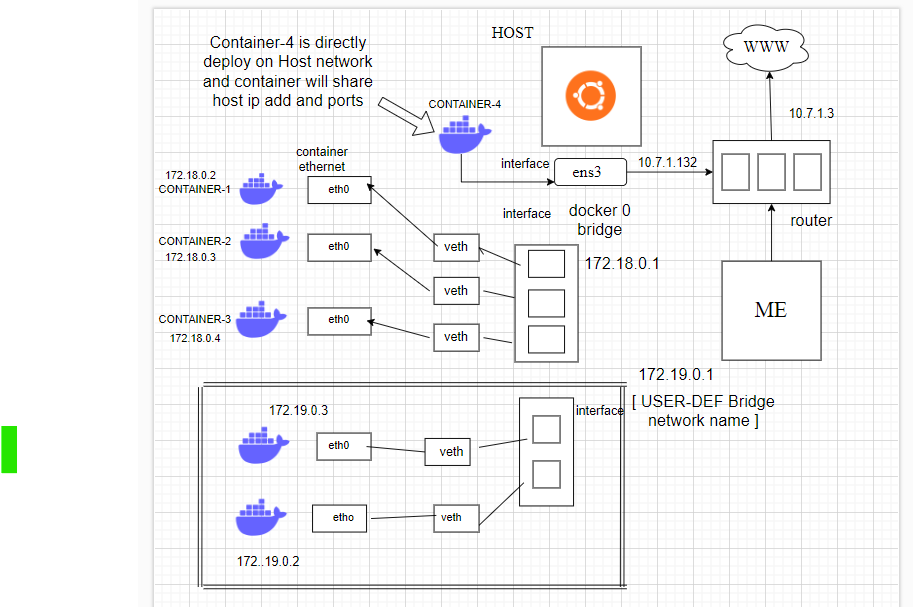 HOST
WWW
Container-4 is directly
deploy on Host network
and container will share
host ip add and ports
CONTAINER-4
10.7.1.3
container
ethernet
interface
ens3
10.7.1.132
172.18.0.2
CONTAINER-1
eth0
interface
docker 0
bridge
router
CONTAINER-2
172.18.0.3
eth0
veth
172.18.0.1
veth
ME
CONTAINER-3
172.18.0.4
eth0
veth
172.19.0.1
[ USER-DEF Bridge
network name ]
172.19.0.3
interface
eth0
veth
etho
veth
172..19.0.2